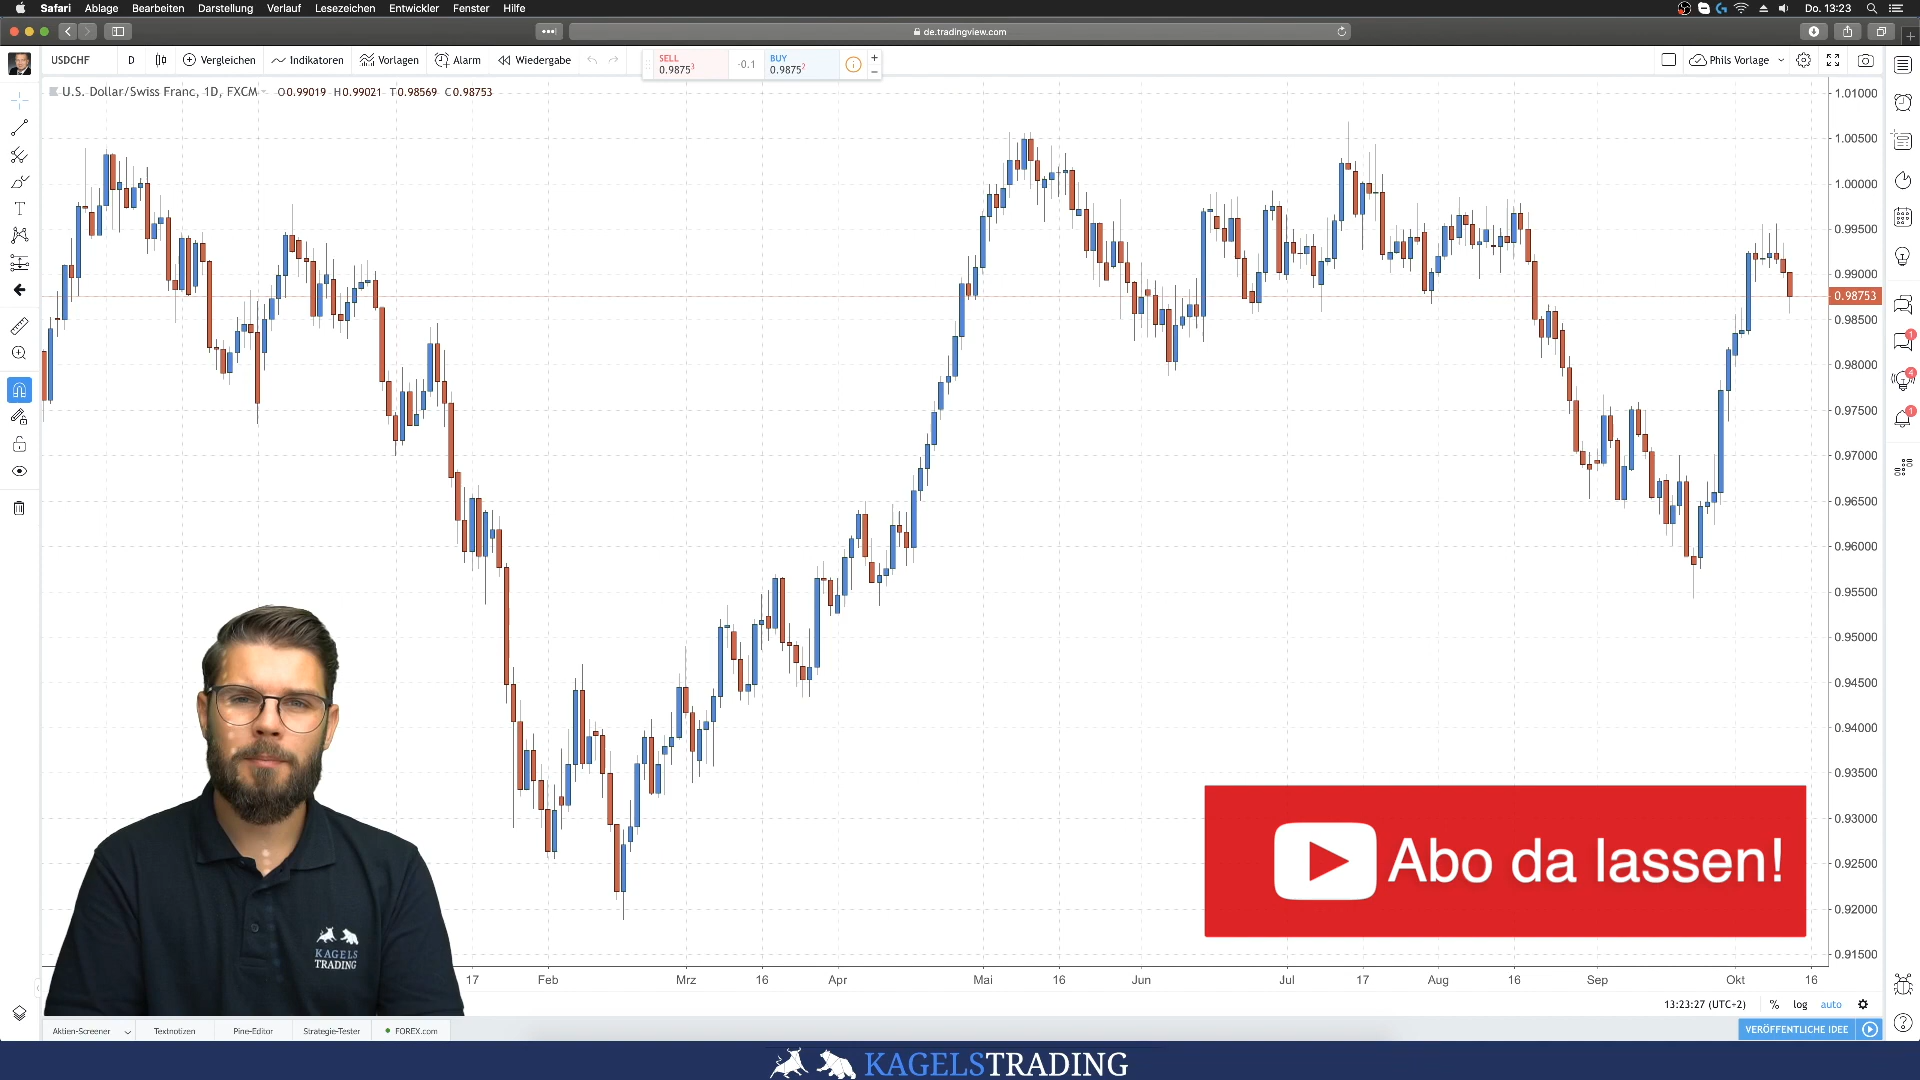 Safari Ablage Bearbeiten Darstellung Verlauf Lesezeichen Entwickler Fenster Hilfe
Do. 13:23
de.tradingview.com
USDCHF D Vergleichen Indikatoren Vorlagen Alarm Wiedergabe
SELL
0.9875³
-0.1
BUY
0.9875²
Phils Vorlage
U.S. Dollar/Swiss Franc, 1D, FXCM O0.99019 H0.99021 T0.98569 C0.98753
1.01000
1.00500
1.00000
0.99500
0.99000
0.98753
0.98500
0.98000
0.97500
0.97000
0.96500
0.96000
0.95500
0.95000
0.94500
0.94000
0.93500
0.93000
0.92500
0.92000
0.91500
1
4
1
Abo da lassen!
KAGELS
TRADING
17 Feb Mrz 16 Apr Mai 16 Jun Jul 17 Aug 16 Sep Okt 16
13:23:27 (UTC+2) % log auto
Aktien-Screener Textnotizen Pine-Editor Strategie-Tester FOREX.com
VERÖFFENTLICHE IDEE
KAGELSTRADING